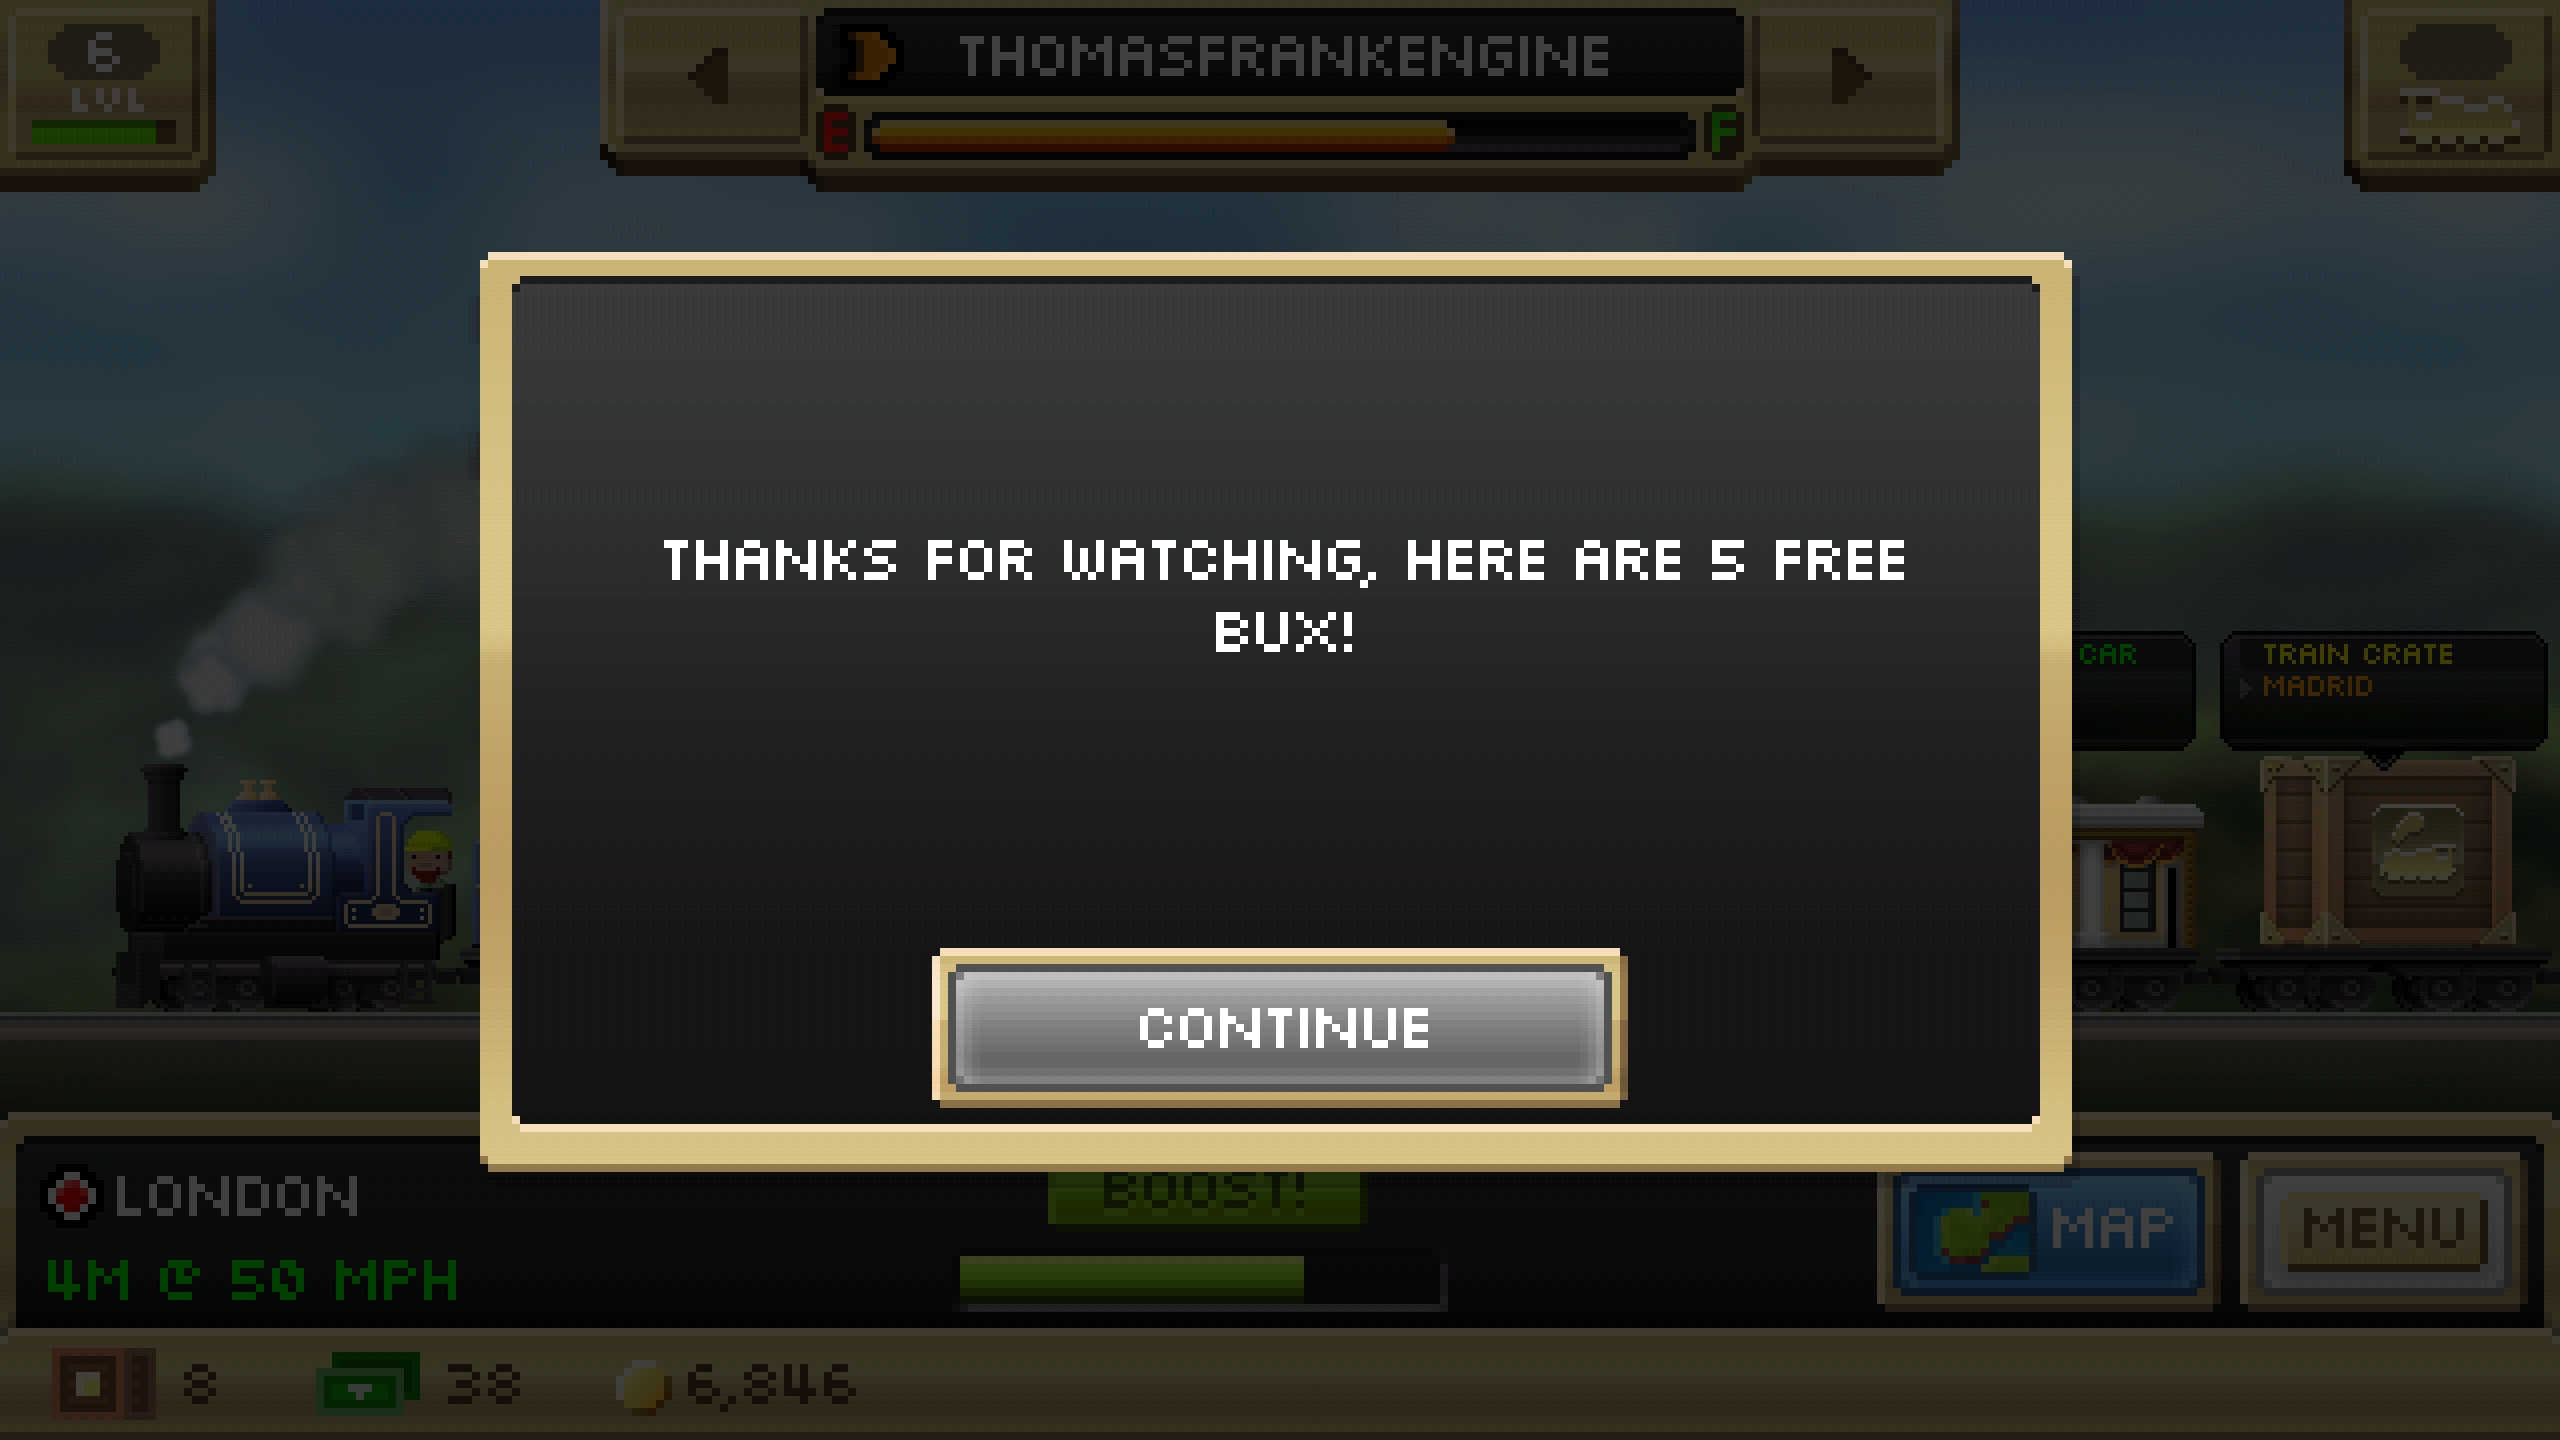 6
LVL
THOMASFRANKENGINE
E
F
THANKS FOR WATCHING, HERE ARE 5 FREE
BUX!
CAR
TRAIN CRATE
MADRID
CONTINUE
LONDON
BOOST!
MAP
MENU
4M @ 50 MPH
8
38
6,846